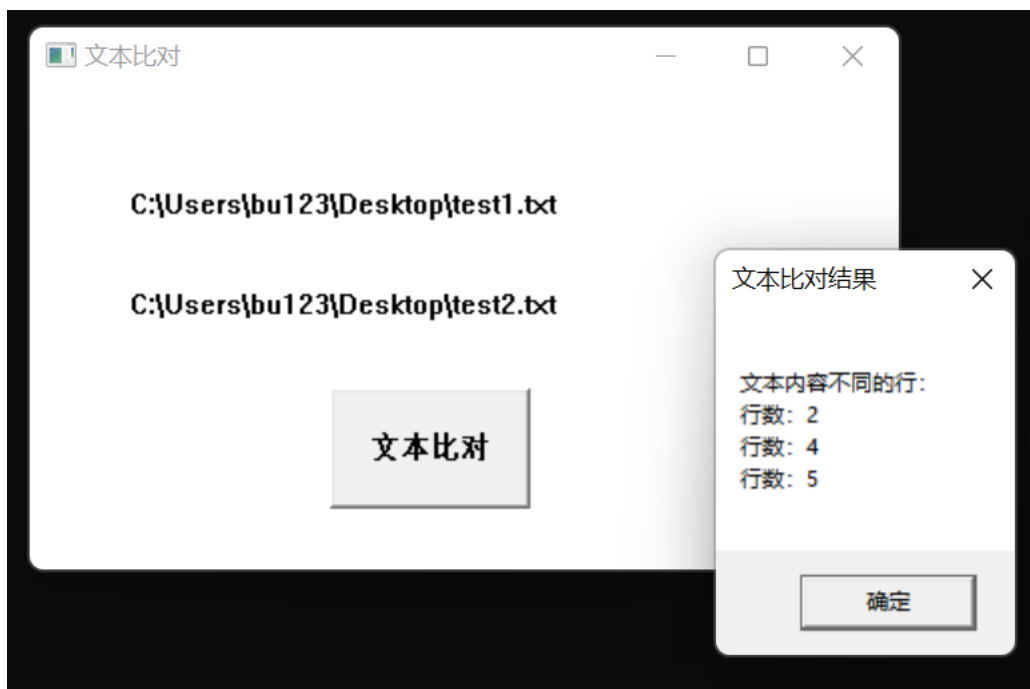 文本比对
C:\Users\bu123\Desktop\test1.txt
C:\Users\bu123\Desktop\test2.txt
文本比对
文本比对结果
文本内容不同的行：
行数：2
行数：4
行数：5
确定